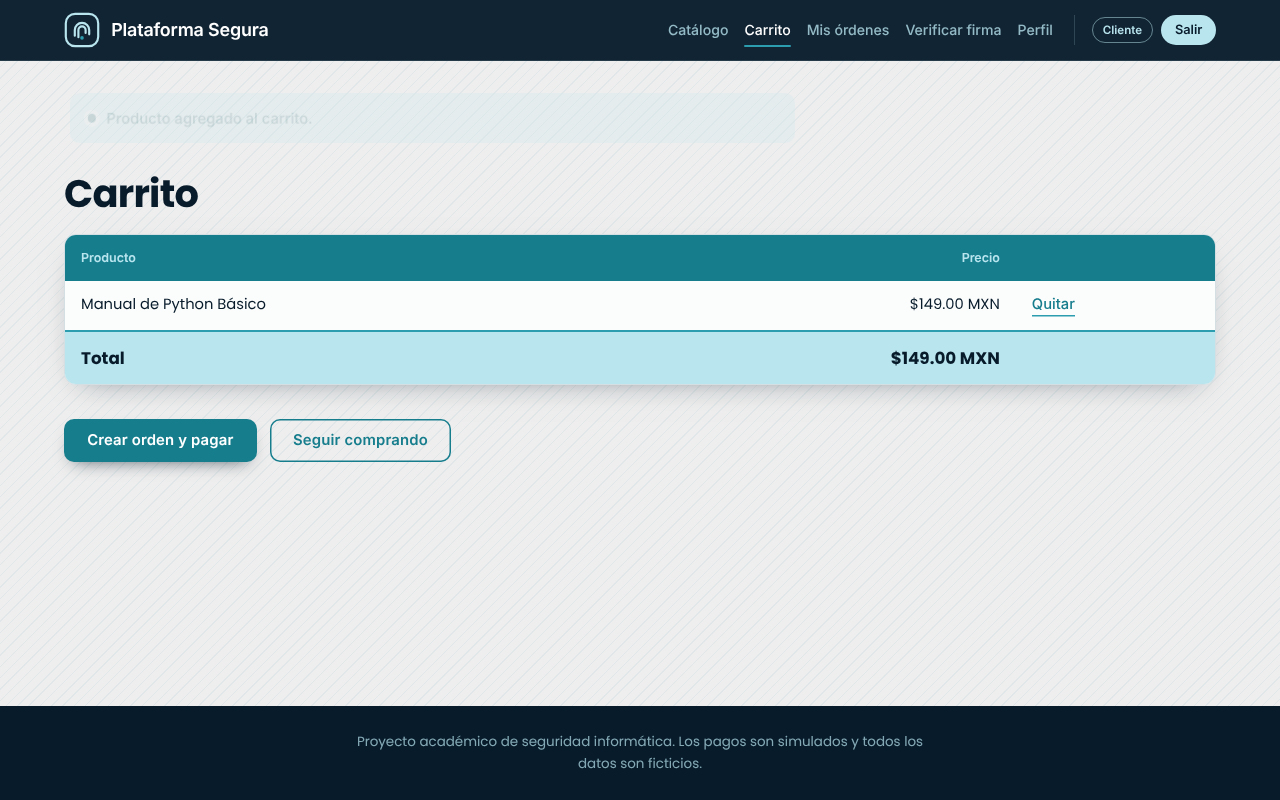 Plataforma Segura
Catálogo Carrito Mis órdenes Verificar firma Perfil Cliente Salir
Producto agregado al carrito.
Carrito
Producto Precio
Manual de Python Básico $149.00 MXN Quitar
Total $149.00 MXN
Crear orden y pagar Seguir comprando
Proyecto académico de seguridad informática. Los pagos son simulados y todos los
datos son ficticios.